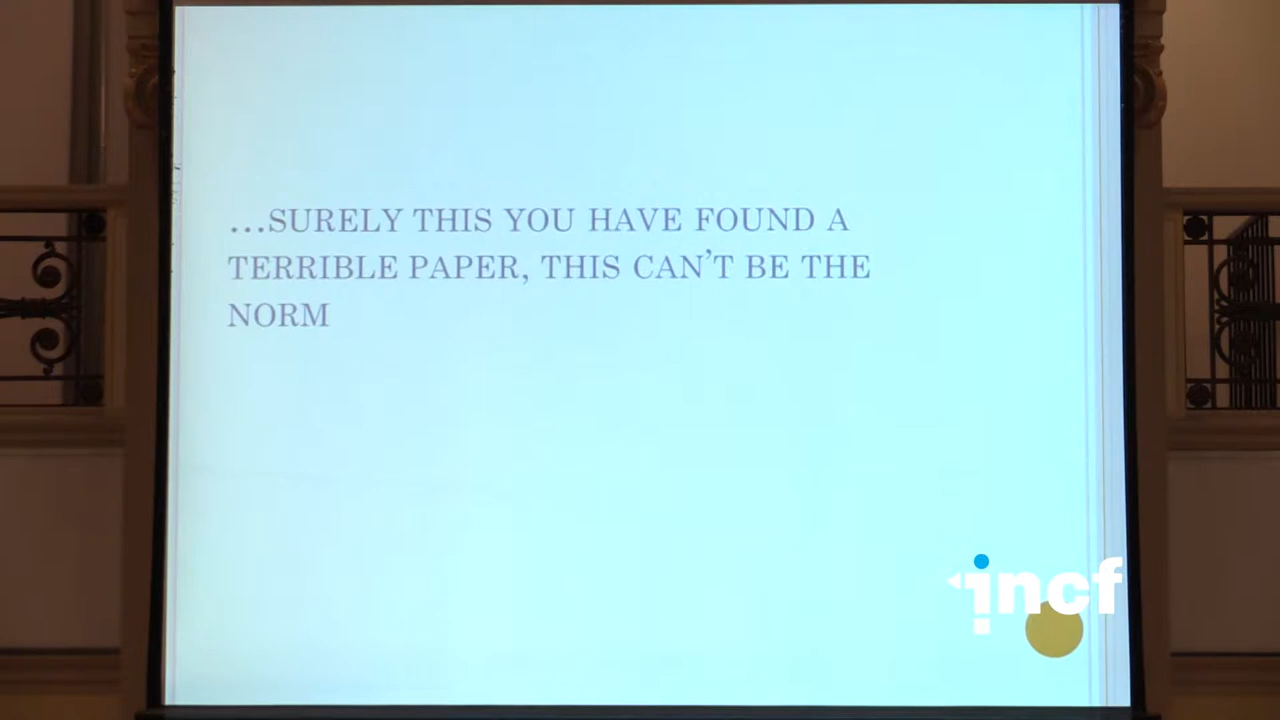 ...SURELY THIS YOU HAVE FOUND A
TERRIBLE PAPER, THIS CAN'T BE THE
NORM
incf